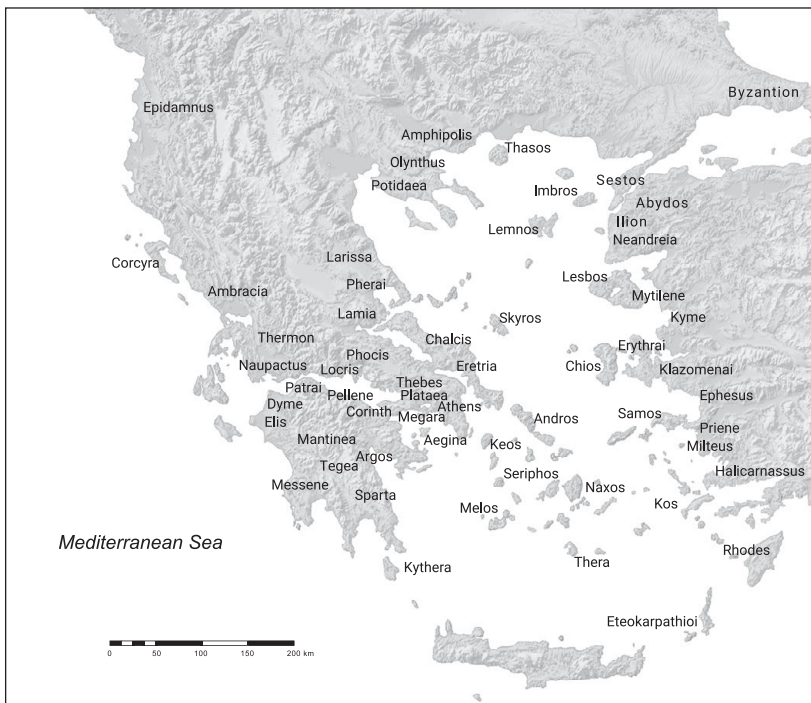 Byzantion
Epidamnus
Amphipolis
Thasos
Olynthus
Sestos
Potidaea
Imbros
Abydos
Ilion
Lemnos
Neandreia
Larissa
Corcyra
Lesbos
Pherai
Ambracia
Mytilene
Lamia
Skyros
Kyme
Thermon
Chalcis
Erythrai
Phocis
Naupactus
Locris
Eretria
Chios
Klazomenai
Patrai
Thebes
Pellene
Plataea
Ephesus
Dyme
Corinth
Athens
Megara
Andros
Samos
Elis
Priene
Mantinea
Aegina
Keos
Milteus
Argos
Tegea
Seriphos
Halicarnassus
Messene
Naxos
Sparta
Melos
Kos
Mediterranean Sea
Rhodes
Kythera
Thera
Eteokarpathioi
0 50 100 200 km